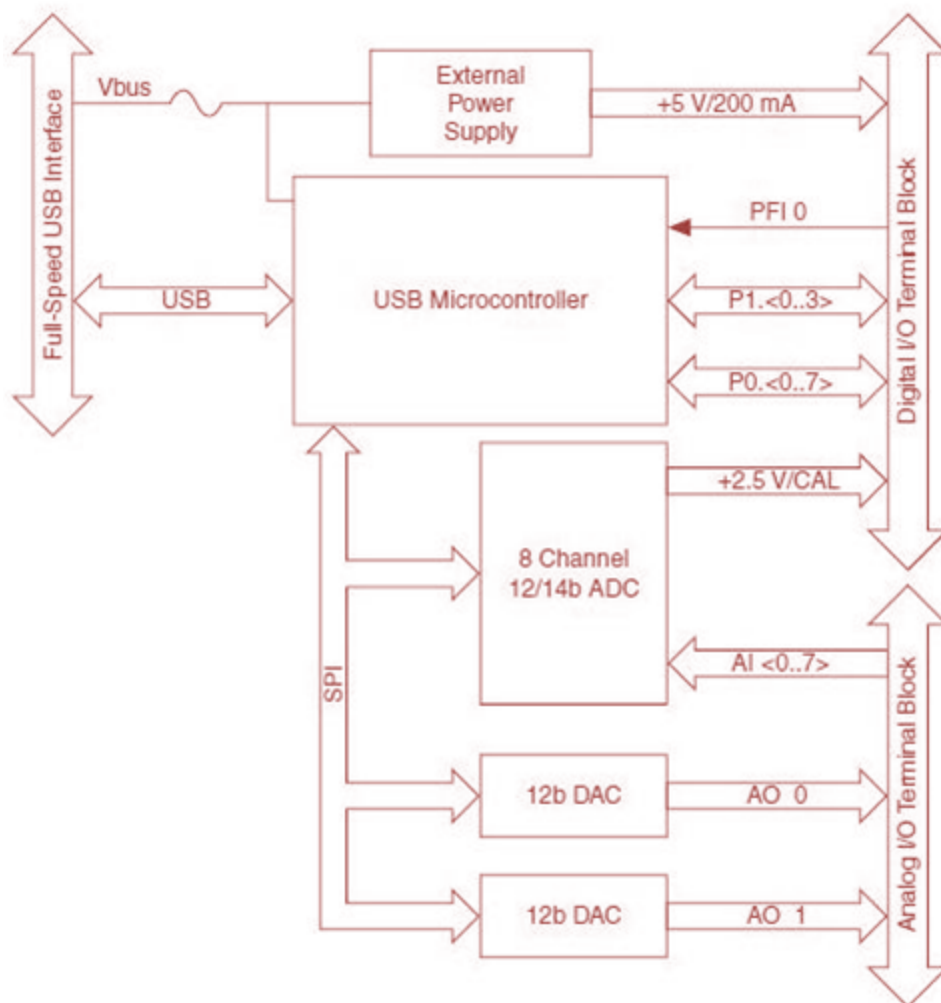 Full-Speed USB Interface
Vbus
External
Power
Supply
+5 V/200 mA
PFI 0
USB
USB Microcontroller
P1.<0..3>
P0.<0..7>
Digital I/O Terminal Block
+2.5 V/CAL
8 Channel
12/14b ADC
SPI
AI <0..7>
12b DAC
AO 0
12b DAC
AO 1
Analog I/O Terminal Block